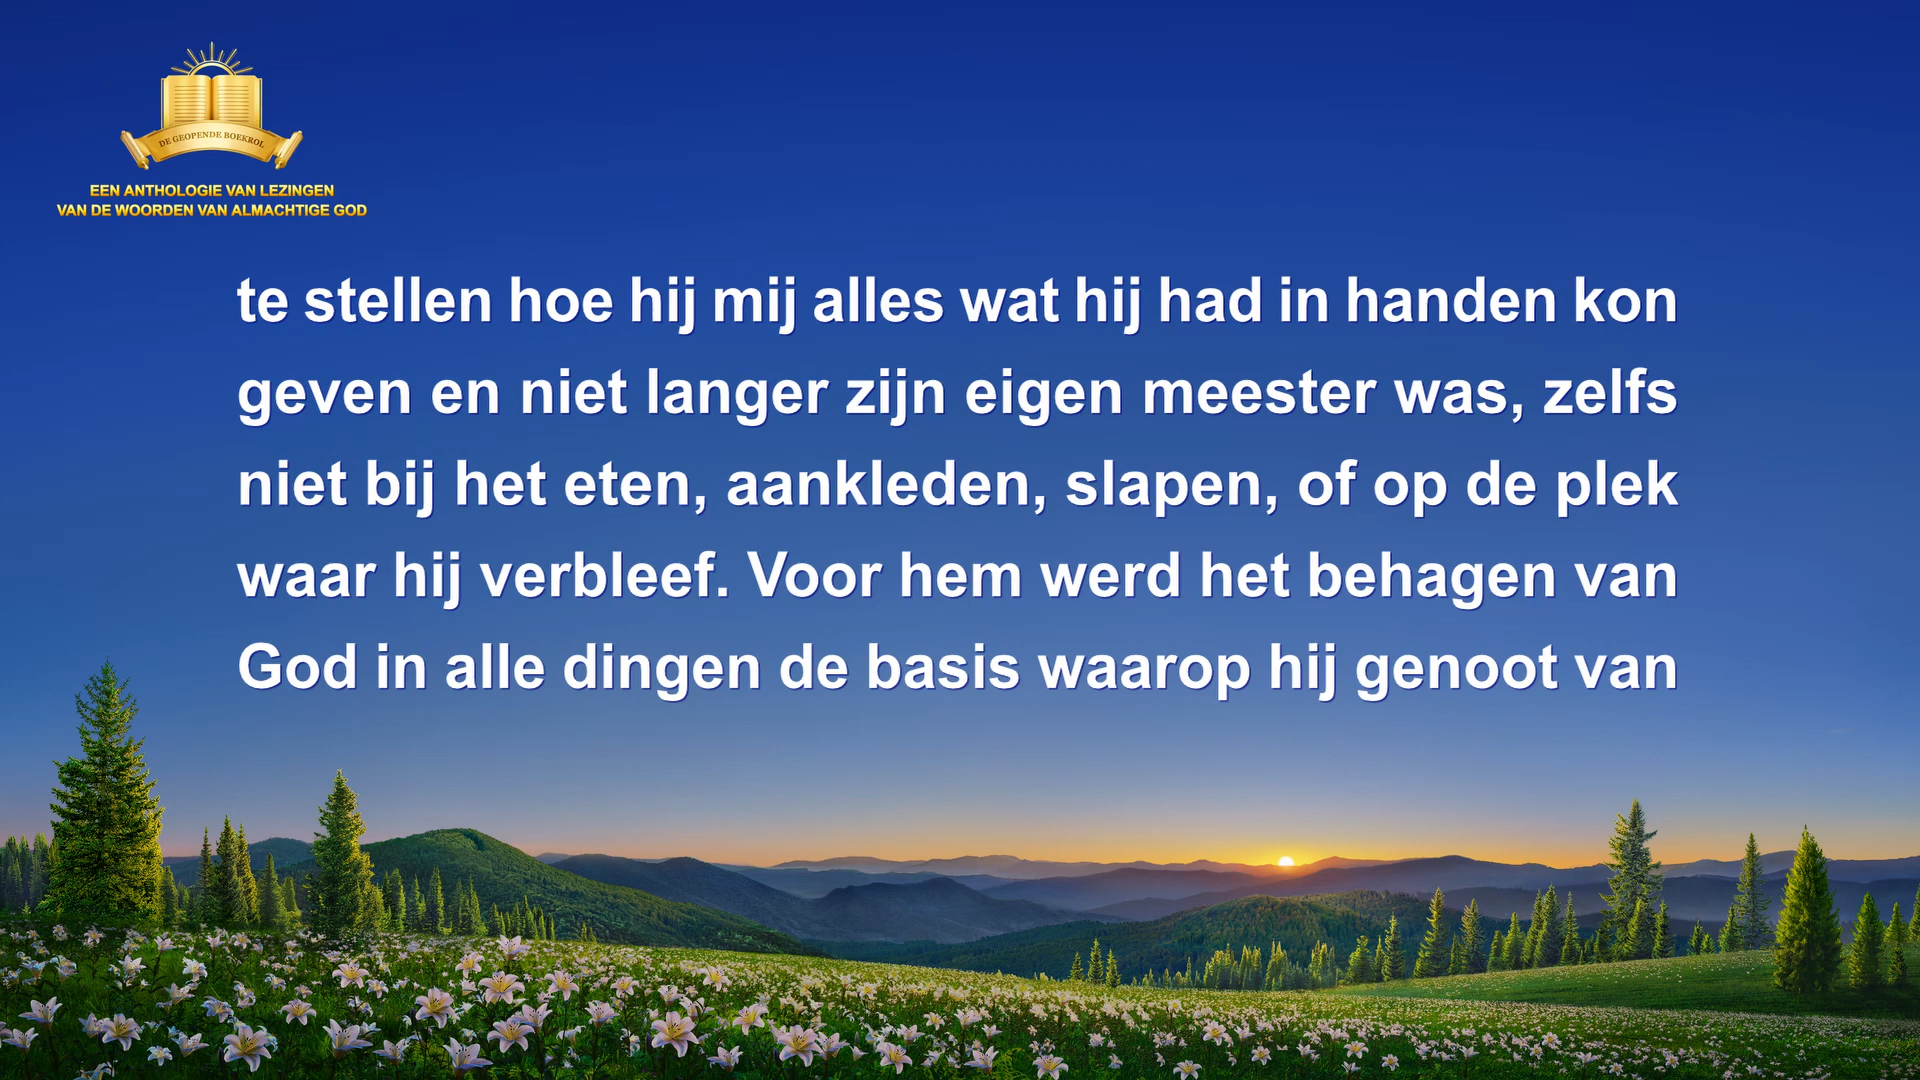 DE GEOPENDE BOEKROL
EEN ANTHOLOGIE VAN LEZINGEN
VAN DE WOORDEN VAN ALMACHTIGE GOD
te stellen hoe hij mij alles wat hij had in handen kon
geven en niet langer zijn eigen meester was, zelfs
niet bij het eten, aankleden, slapen, of op de plek
waar hij verbleef. Voor hem werd het behagen van
God in alle dingen de basis waarop hij genoot van